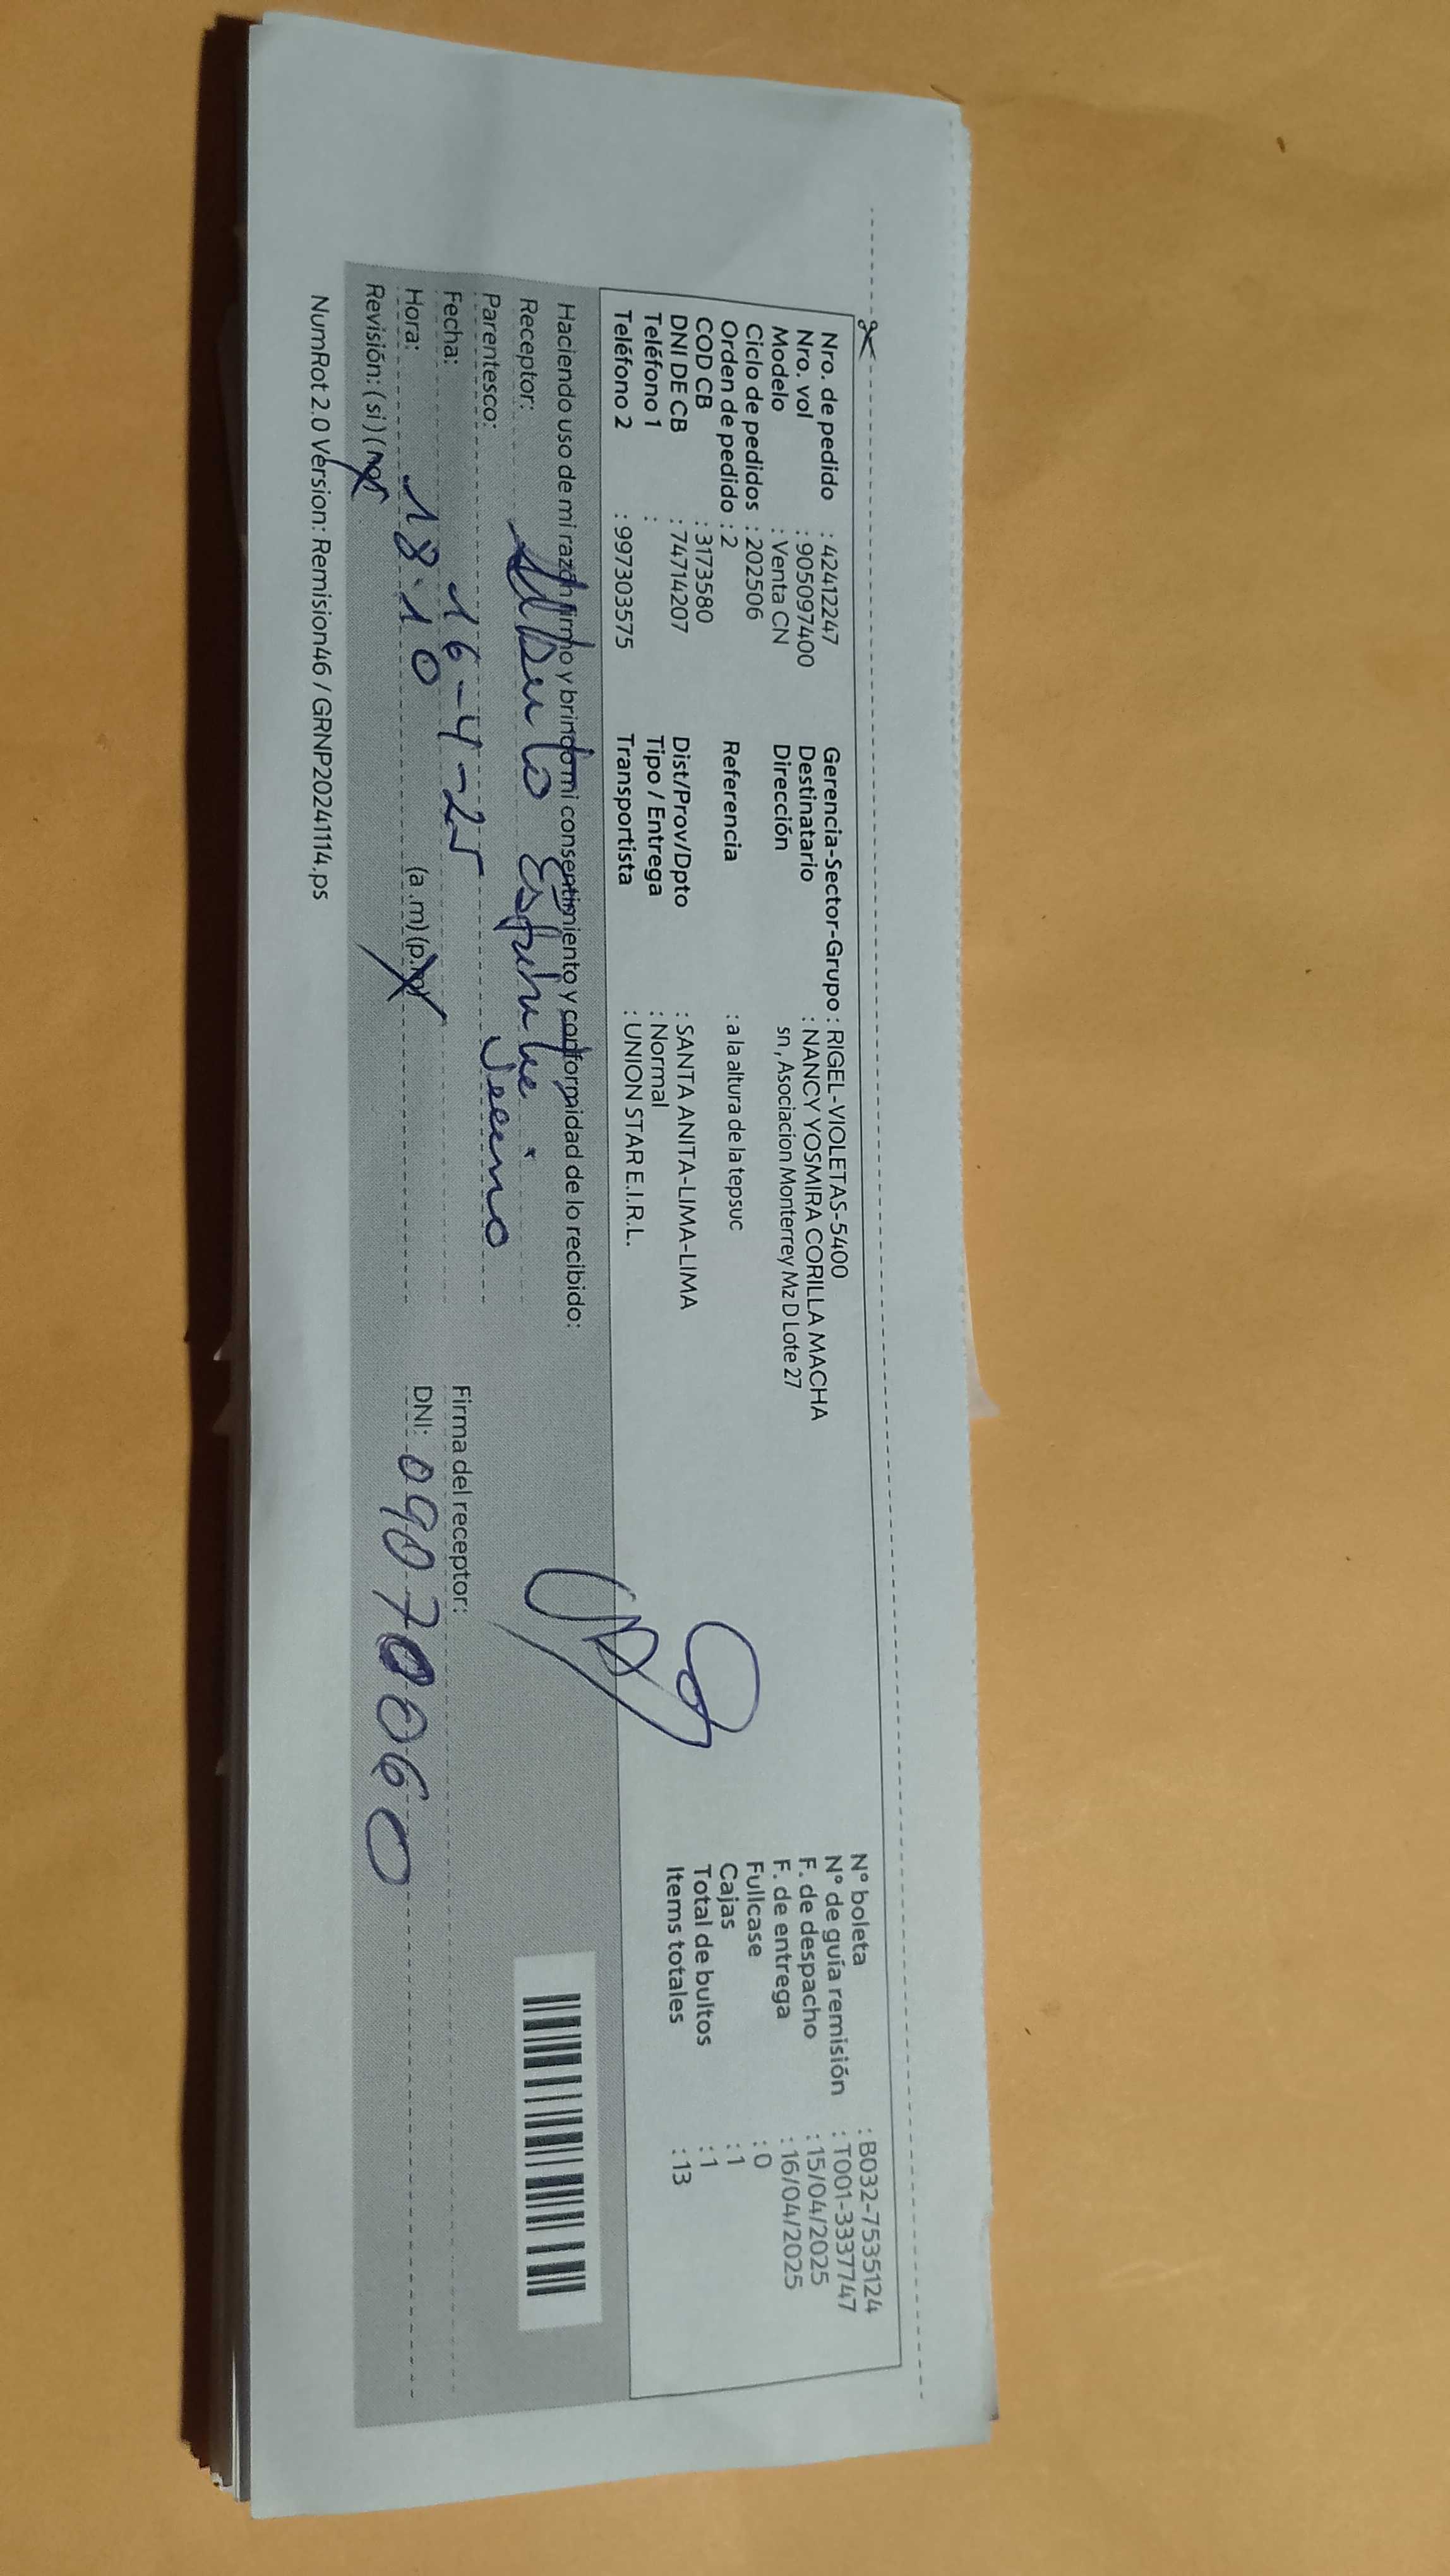 Nro. de pedido : 42412247
Nro. vol : 905097400
Modelo : Venta CN
Ciclo de pedidos : 202506
Orden de pedido : 2
COD CB : 3173580
DNI DE CB : 74714207
Teléfono 1 :
Teléfono 2 : 997303575
Gerencia-Sector-Grupo : RIGEL-VIOLETAS-5400
Destinatario : NANCY YOSMIRA CORILLA MACHA
Dirección sn , Asociacion Monterrey Mz D Lote 27
Referencia : a la altura de la tepsuc
Dist/Prov/Dpto : SANTA ANITA-LIMA-LIMA
Tipo / Entrega : Normal
Transportista : UNION STAR E.I.R.L.
N° boleta : B032-7535124
N° de guía remisión : T001-3337747
F. de despacho : 15/04/2025
F. de entrega : 16/04/2025
Fullcase : 0
Cajas : 1
Total de bultos : 1
Items totales : 13
Haciendo uso de mi razón firmo y brindo mi consentimiento y conformidad de lo recibido:
Receptor:
Parentesco:
Fecha: 16-4-25
Hora: 18.10 (a.m) (p.m)
Revisión: (si) (no)
Firma del receptor:
DNI: 09070060
NumRot 2.0 Version: Remision46 / GRNP20241114.ps